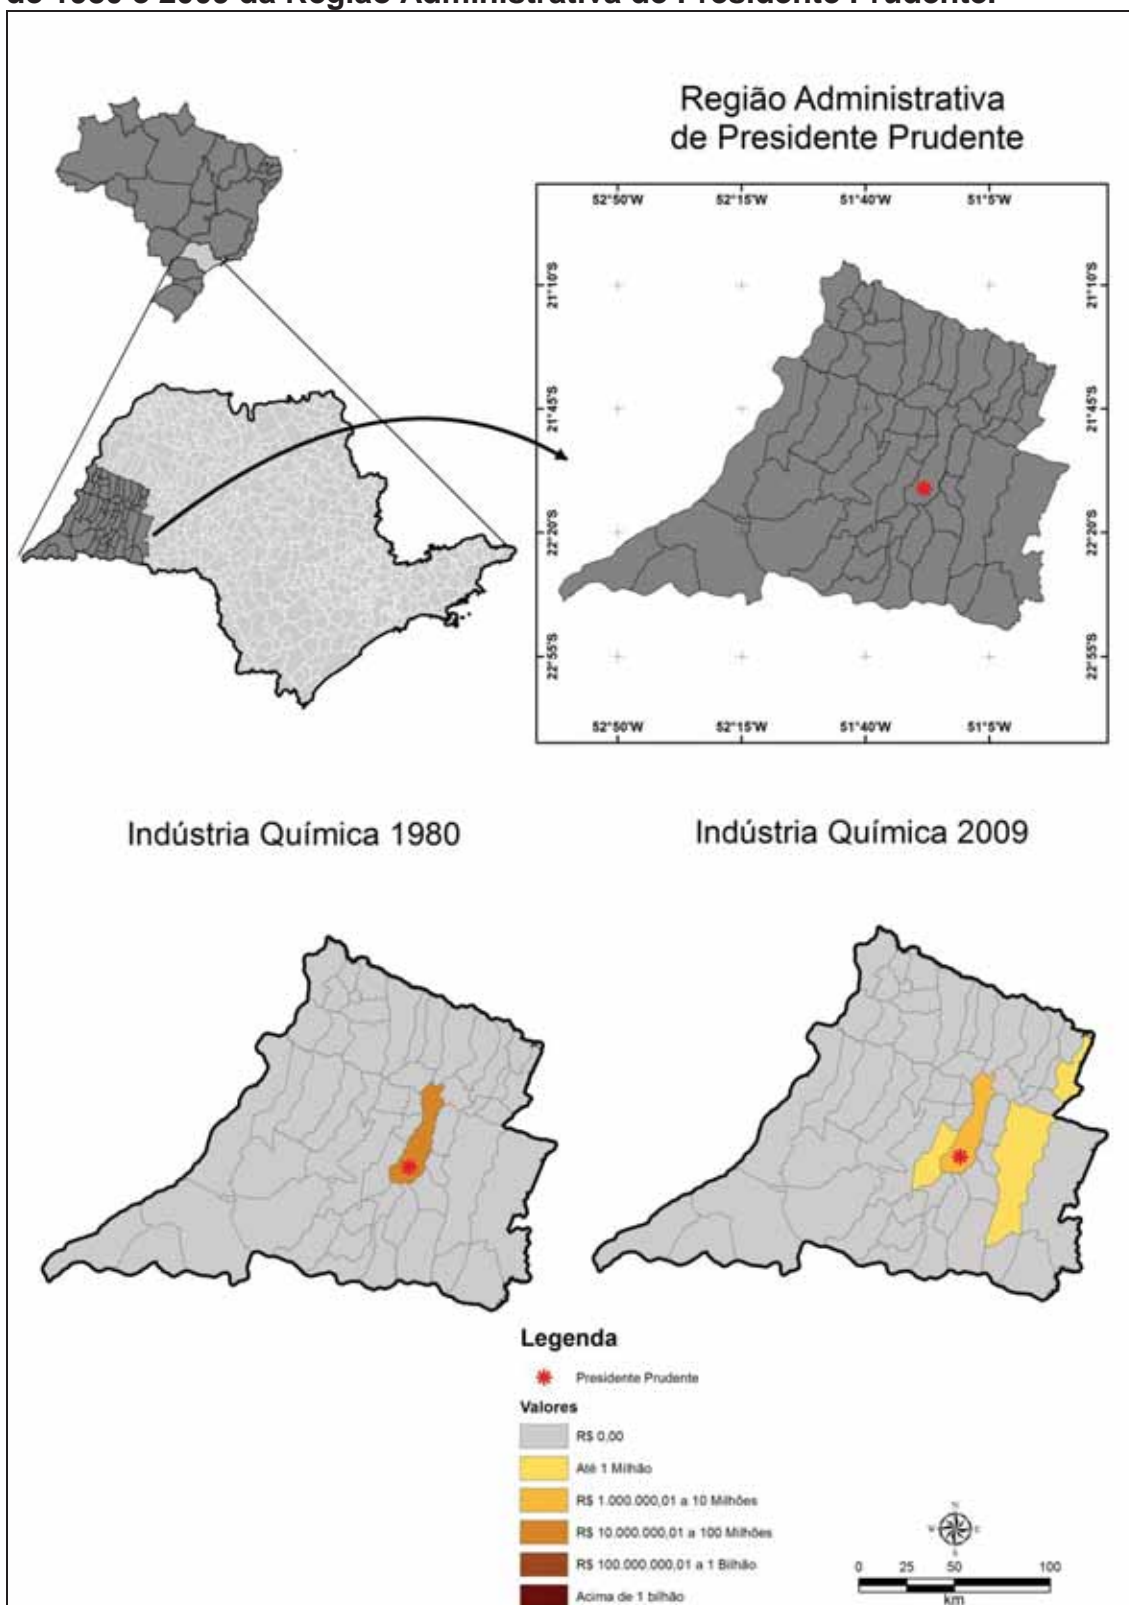 de 1980 e 2009 da Região Administrativa de Presidente Prudente.
Região Administrativa
de Presidente Prudente
52°50'W 52°15'W 51°40'W 51°5'W
21°10'S 21°10'S
21°45'S 21°45'S
22°20'S 22°20'S
22°55'S 22°55'S
52°50'W 52°15'W 51°40'W 51°5'W
Indústria Química 1980
Indústria Química 2009
Legenda
Presidente Prudente
Valores
R$ 0,00
Até 1 Milhão
R$ 1.000.000,01 a 10 Milhões
R$ 10.000.000,01 a 100 Milhões
R$ 100.000.000,01 a 1 Bilhão
Acima de 1 bilhão
N
W E
S
0 25 50 100
km